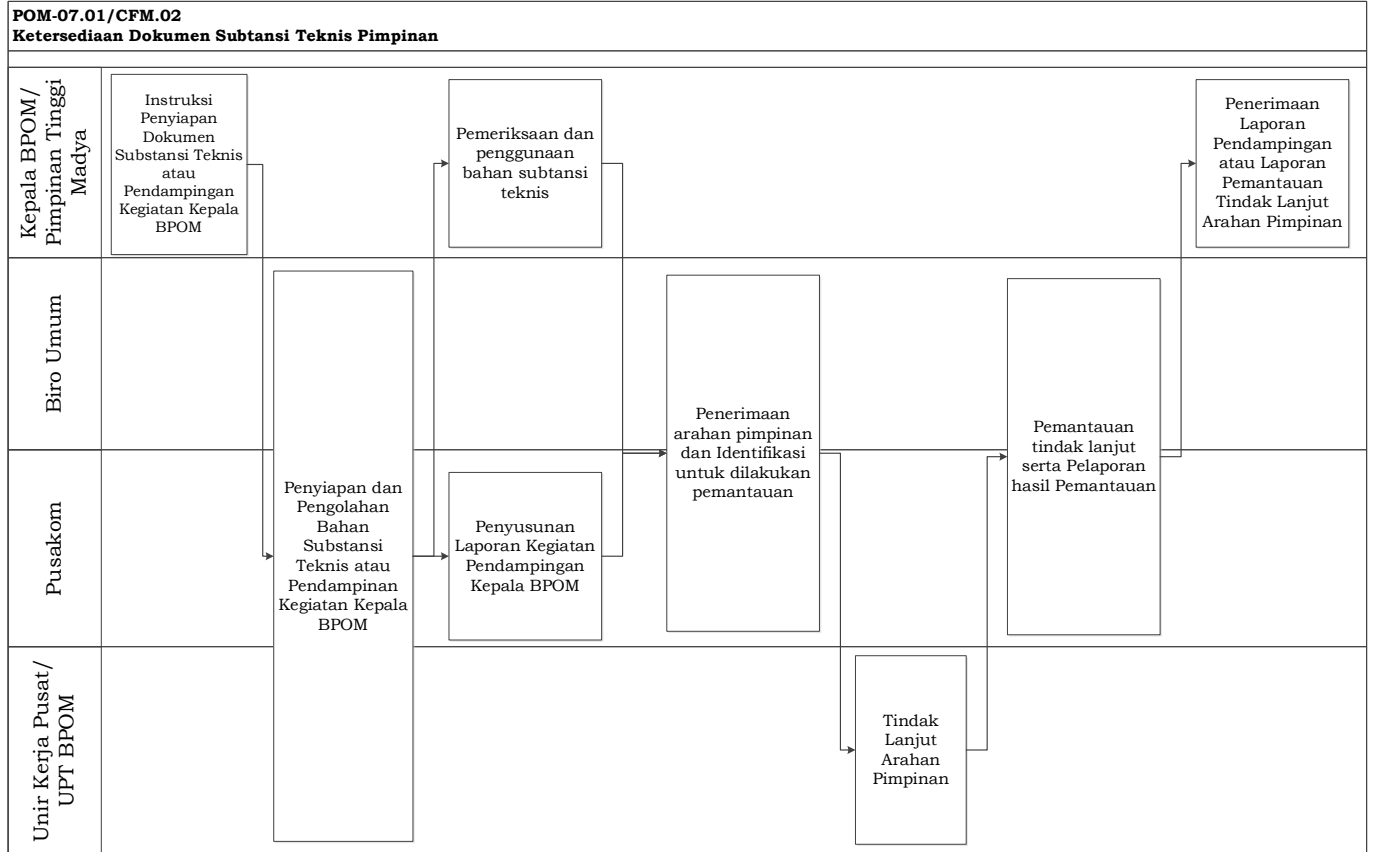 POM-07.01/CFM.02
Ketersediaan Dokumen Subtansi Teknis Pimpinan
Kepala BPOM/
Pimpinan Tinggi
Madya
Instruksi
Penyiapan
Dokumen
Substansi Teknis
atau
Pendampingan
Kegiatan Kepala
BPOM
Pemeriksaan dan
penggunaan
bahan subtansi
teknis
Penerimaan
Laporan
Pendampingan
atau Laporan
Pemantauan
Tindak Lanjut
Arahan Pimpinan
Biro Umum
Penerimaan
arahan pimpinan
dan Identifikasi
untuk dilakukan
pemantauan
Pemantauan
tindak lanjut
serta Pelaporan
hasil Pemantauan
Pusakom
Penyiapan dan
Pengolahan
Bahan
Substansi
Teknis atau
Pendampinan
Kegiatan Kepala
BPOM
Penyusunan
Laporan Kegiatan
Pendampingan
Kepala BPOM
Unir Kerja Pusat/
UPT BPOM
Tindak
Lanjut
Arahan
Pimpinan